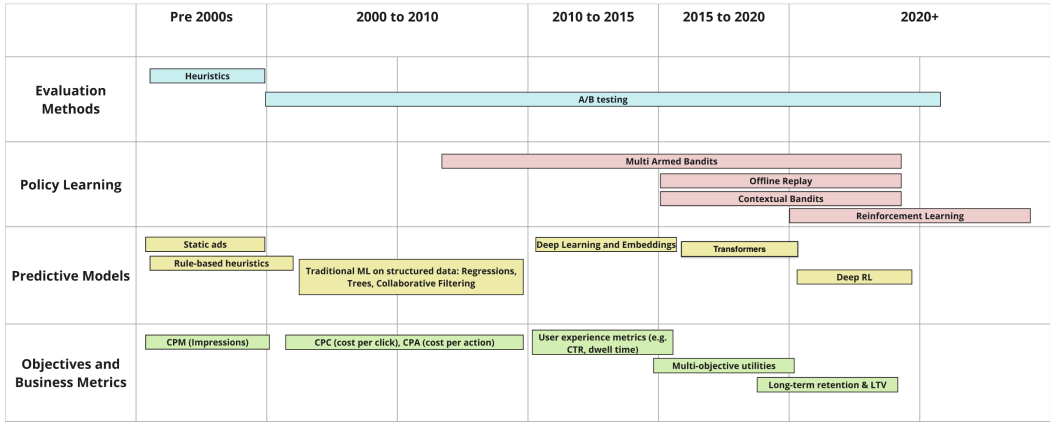 Pre 2000s
2000 to 2010
2010 to 2015
2015 to 2020
2020+
Evaluation
Methods
Heuristics
A/B testing
Policy Learning
Multi Armed Bandits
Offline Replay
Contextual Bandits
Reinforcement Learning
Predictive Models
Static ads
Rule-based heuristics
Traditional ML on structured data: Regressions,
Trees, Collaborative Filtering
Deep Learning and Embeddings
Transformers
Deep RL
Objectives and
Business Metrics
CPM (Impressions)
CPC (cost per click), CPA (cost per action)
User experience metrics (e.g.
CTR, dwell time)
Multi-objective utilities
Long-term retention & LTV